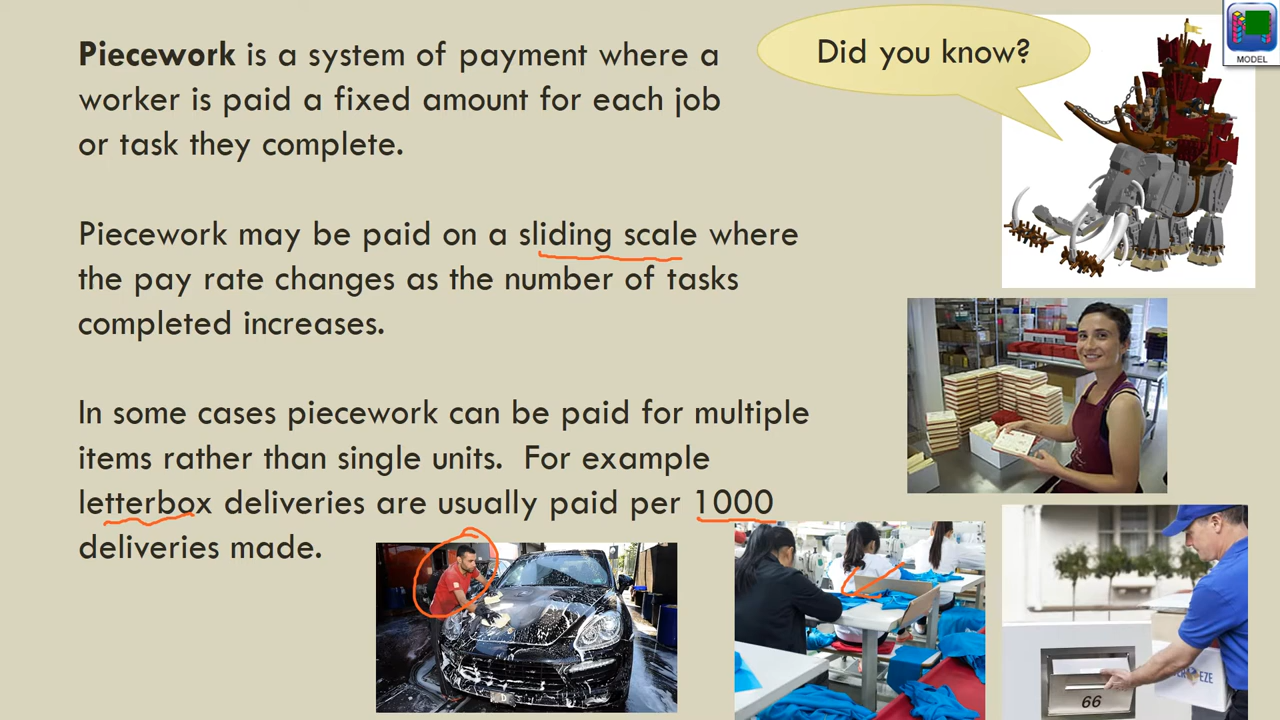 Piecework is a system of payment where a
worker is paid a fixed amount for each job
or task they complete.
Did you know?
MODEL
Piecework may be paid on a sliding scale where
the pay rate changes as the number of tasks
completed increases.
In some cases piecework can be paid for multiple
items rather than single units. For example
letterbox deliveries are usually paid per 1000
deliveries made.
66